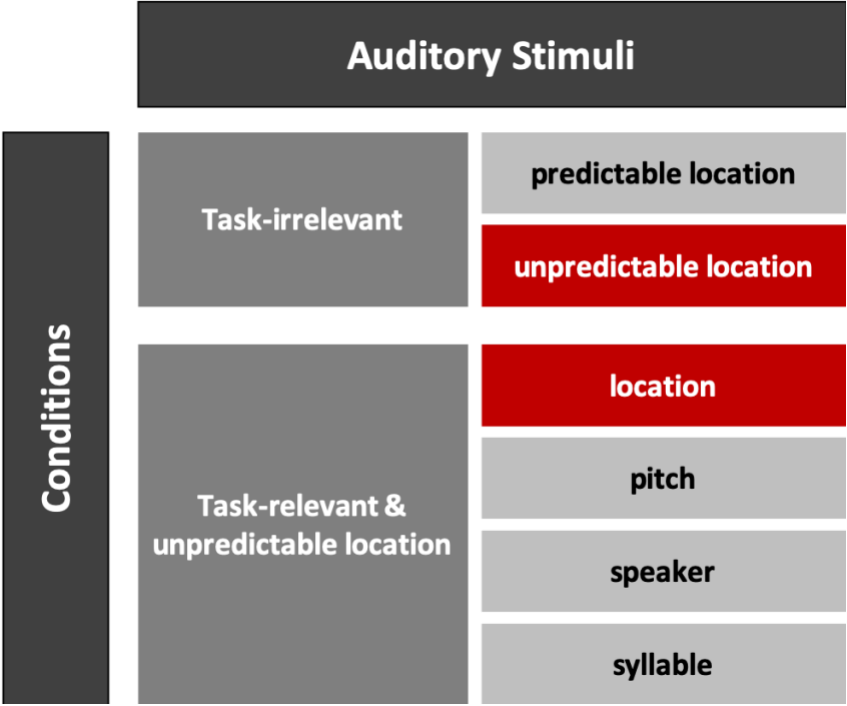 Auditory Stimuli
Conditions
Task-irrelevant
predictable location
unpredictable location
Task-relevant &
unpredictable location
location
pitch
speaker
syllable